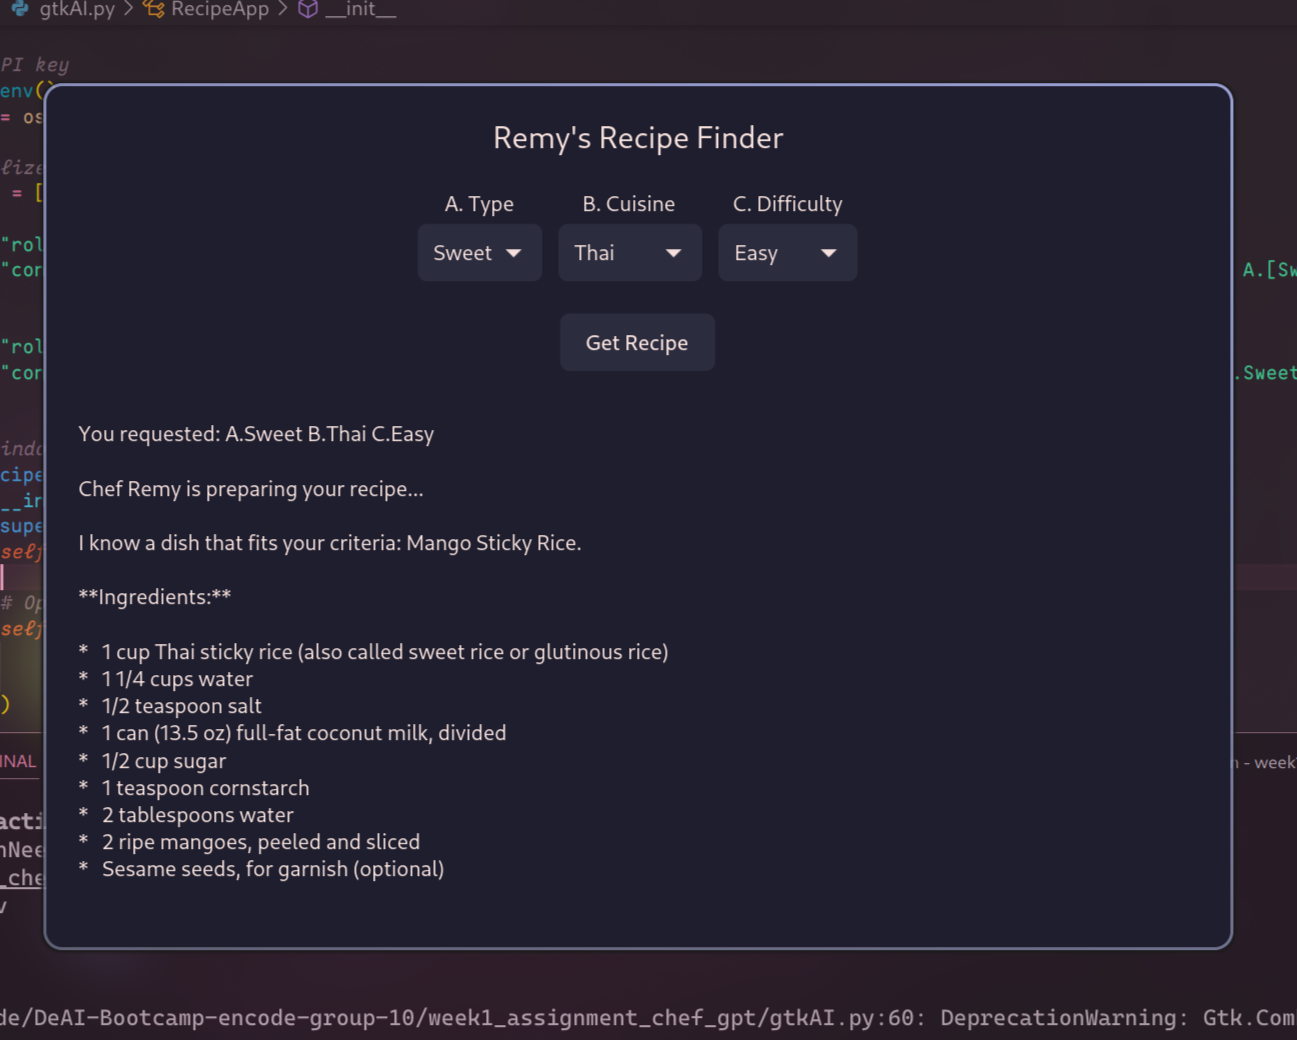 gtkAI.py > RecipeApp > __init__
PI key
env()
= os
lize
= [
"rol
"con
A.[Sw
"rol
"con
.Sweet
indo
cipe
__in
supe
self
# Op
self
)
INAL
n - week
acti
nNee
_che
v
Remy's Recipe Finder
A. Type
B. Cuisine
C. Difficulty
Sweet
Thai
Easy
Get Recipe
You requested: A.Sweet B.Thai C.Easy
Chef Remy is preparing your recipe...
I know a dish that fits your criteria: Mango Sticky Rice.
**Ingredients:**
* 1 cup Thai sticky rice (also called sweet rice or glutinous rice)
* 1 1/4 cups water
* 1/2 teaspoon salt
* 1 can (13.5 oz) full-fat coconut milk, divided
* 1/2 cup sugar
* 1 teaspoon cornstarch
* 2 tablespoons water
* 2 ripe mangoes, peeled and sliced
* Sesame seeds, for garnish (optional)
de/DeAI-Bootcamp-encode-group-10/week1_assignment_chef_gpt/gtkAI.py:60: DeprecationWarning: Gtk.Com